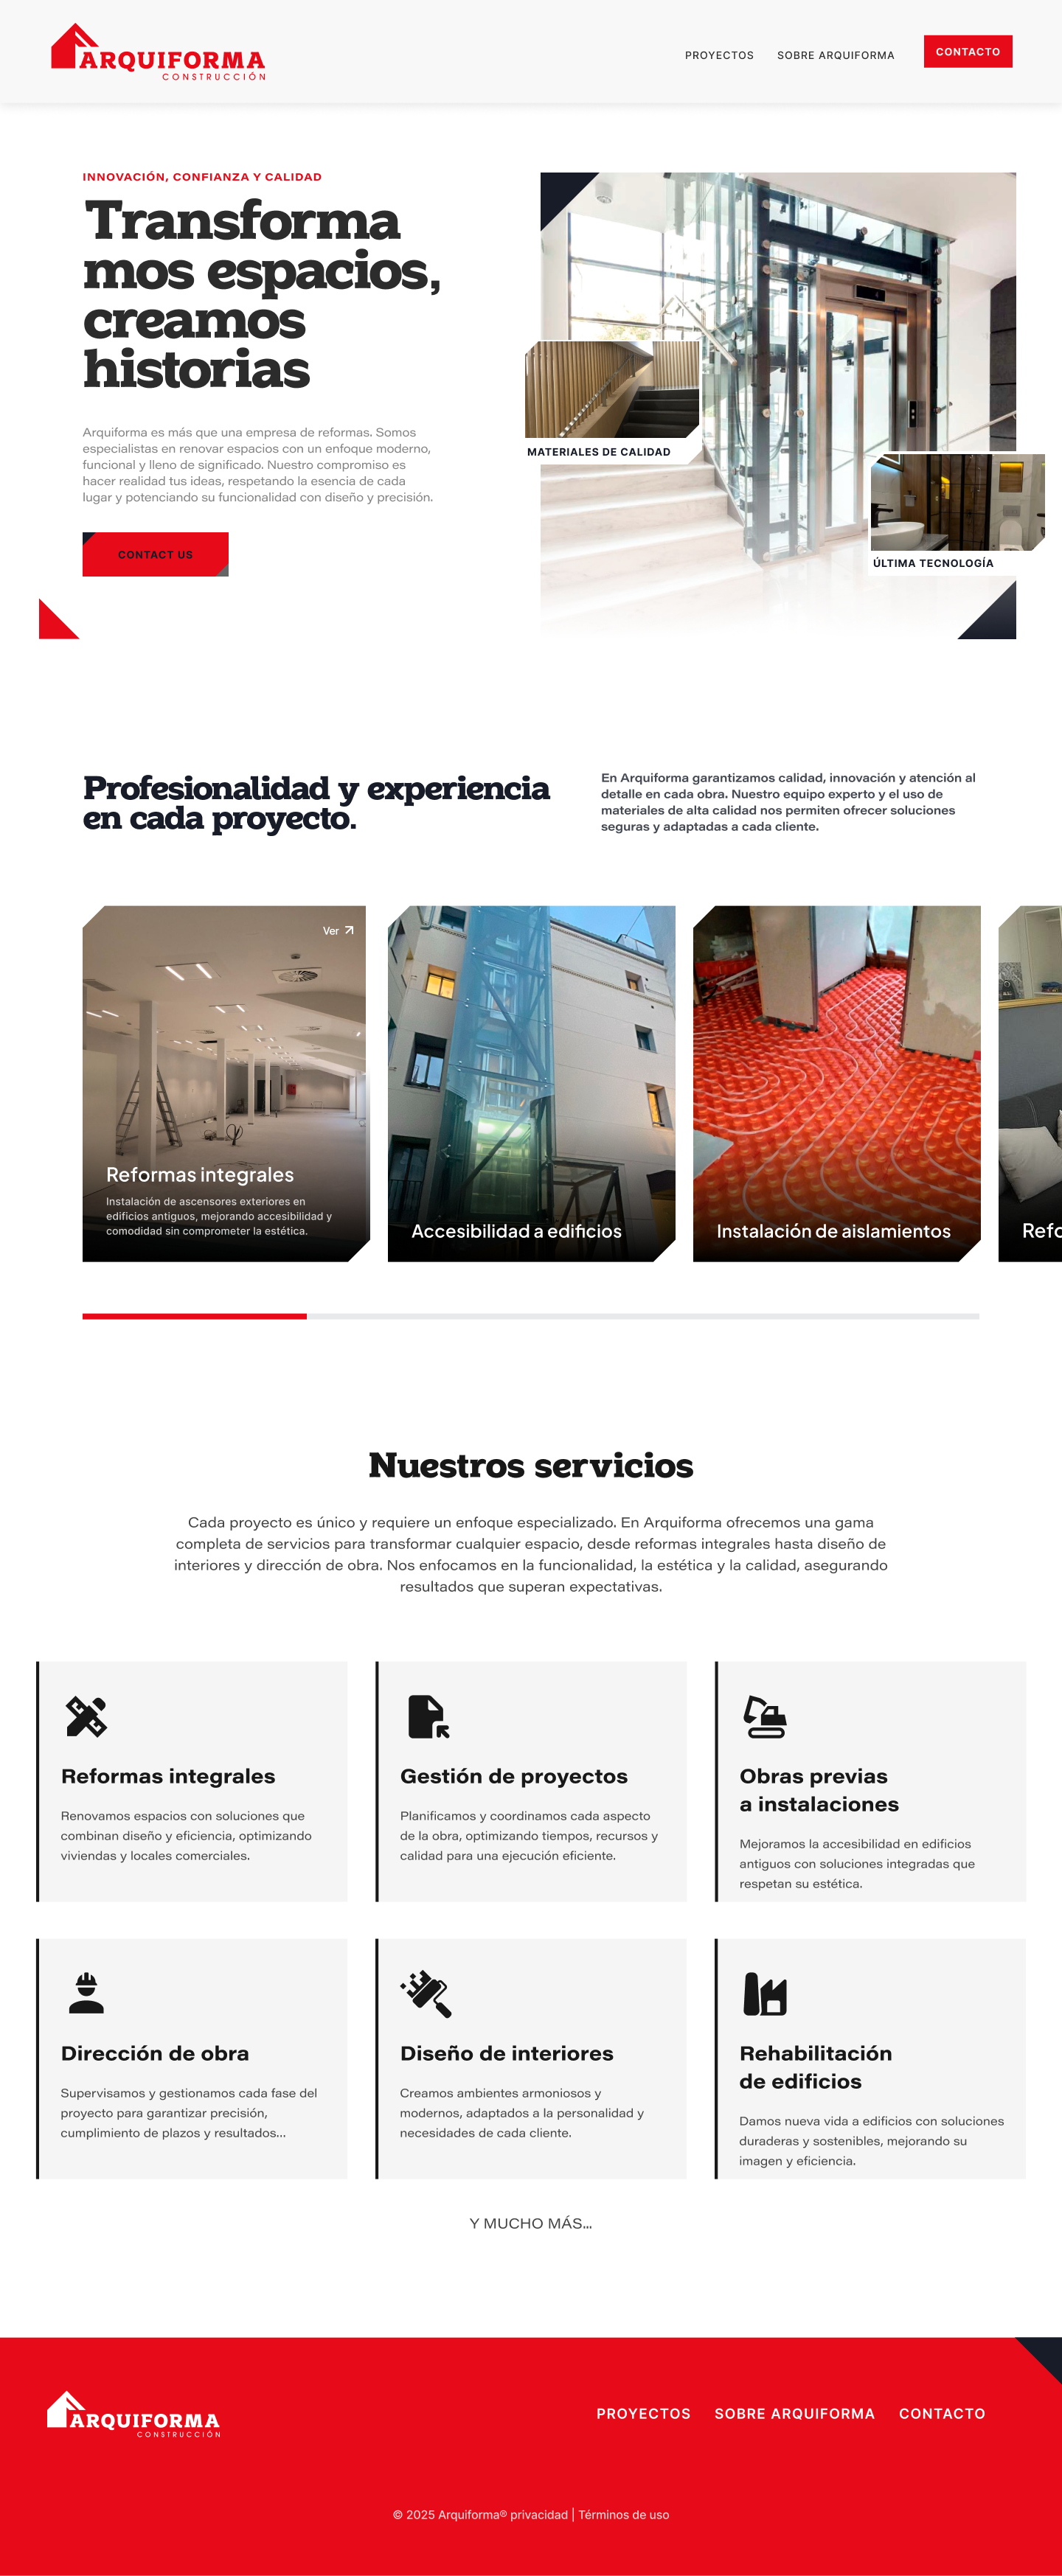 ARQUIFORMA
CONSTRUCCIÓN
PROYECTOS
SOBRE ARQUIFORMA
CONTACTO
INNOVACIÓN, CONFIANZA Y CALIDAD
Transforma
mos espacios,
creamos
historias
Arquiforma es más que una empresa de reformas. Somos
especialistas en renovar espacios con un enfoque moderno,
funcional y lleno de significado. Nuestro compromiso es
hacer realidad tus ideas, respetando la esencia de cada
lugar y potenciando su funcionalidad con diseño y precisión.
CONTACT US
MATERIALES DE CALIDAD
ÚLTIMA TECNOLOGÍA
Profesionalidad y experiencia
en cada proyecto.
En Arquiforma garantizamos calidad, innovación y atención al
detalle en cada obra. Nuestro equipo experto y el uso de
materiales de alta calidad nos permiten ofrecer soluciones
seguras y adaptadas a cada cliente.
Ver
Reformas integrales
Instalación de ascensores exteriores en
edificios antiguos, mejorando accesibilidad y
comodidad sin comprometer la estética.
Accesibilidad a edificios
Instalación de aislamientos
Refo
Nuestros servicios
Cada proyecto es único y requiere un enfoque especializado. En Arquiforma ofrecemos una gama
completa de servicios para transformar cualquier espacio, desde reformas integrales hasta diseño de
interiores y dirección de obra. Nos enfocamos en la funcionalidad, la estética y la calidad, asegurando
resultados que superan expectativas.
Reformas integrales
Renovamos espacios con soluciones que
combinan diseño y eficiencia, optimizando
viviendas y locales comerciales.
Gestión de proyectos
Planificamos y coordinamos cada aspecto
de la obra, optimizando tiempos, recursos y
calidad para una ejecución eficiente.
Obras previas
a instalaciones
Mejoramos la accesibilidad en edificios
antiguos con soluciones integradas que
respetan su estética.
Dirección de obra
Supervisamos y gestionamos cada fase del
proyecto para garantizar precisión,
cumplimiento de plazos y resultados...
Diseño de interiores
Creamos ambientes armoniosos y
modernos, adaptados a la personalidad y
necesidades de cada cliente.
Rehabilitación
de edificios
Damos nueva vida a edificios con soluciones
duraderas y sostenibles, mejorando su
imagen y eficiencia.
Y MUCHO MÁS...
ARQUIFORMA
CONSTRUCCIÓN
PROYECTOS
SOBRE ARQUIFORMA
CONTACTO
© 2025 Arquiforma® privacidad | Términos de uso